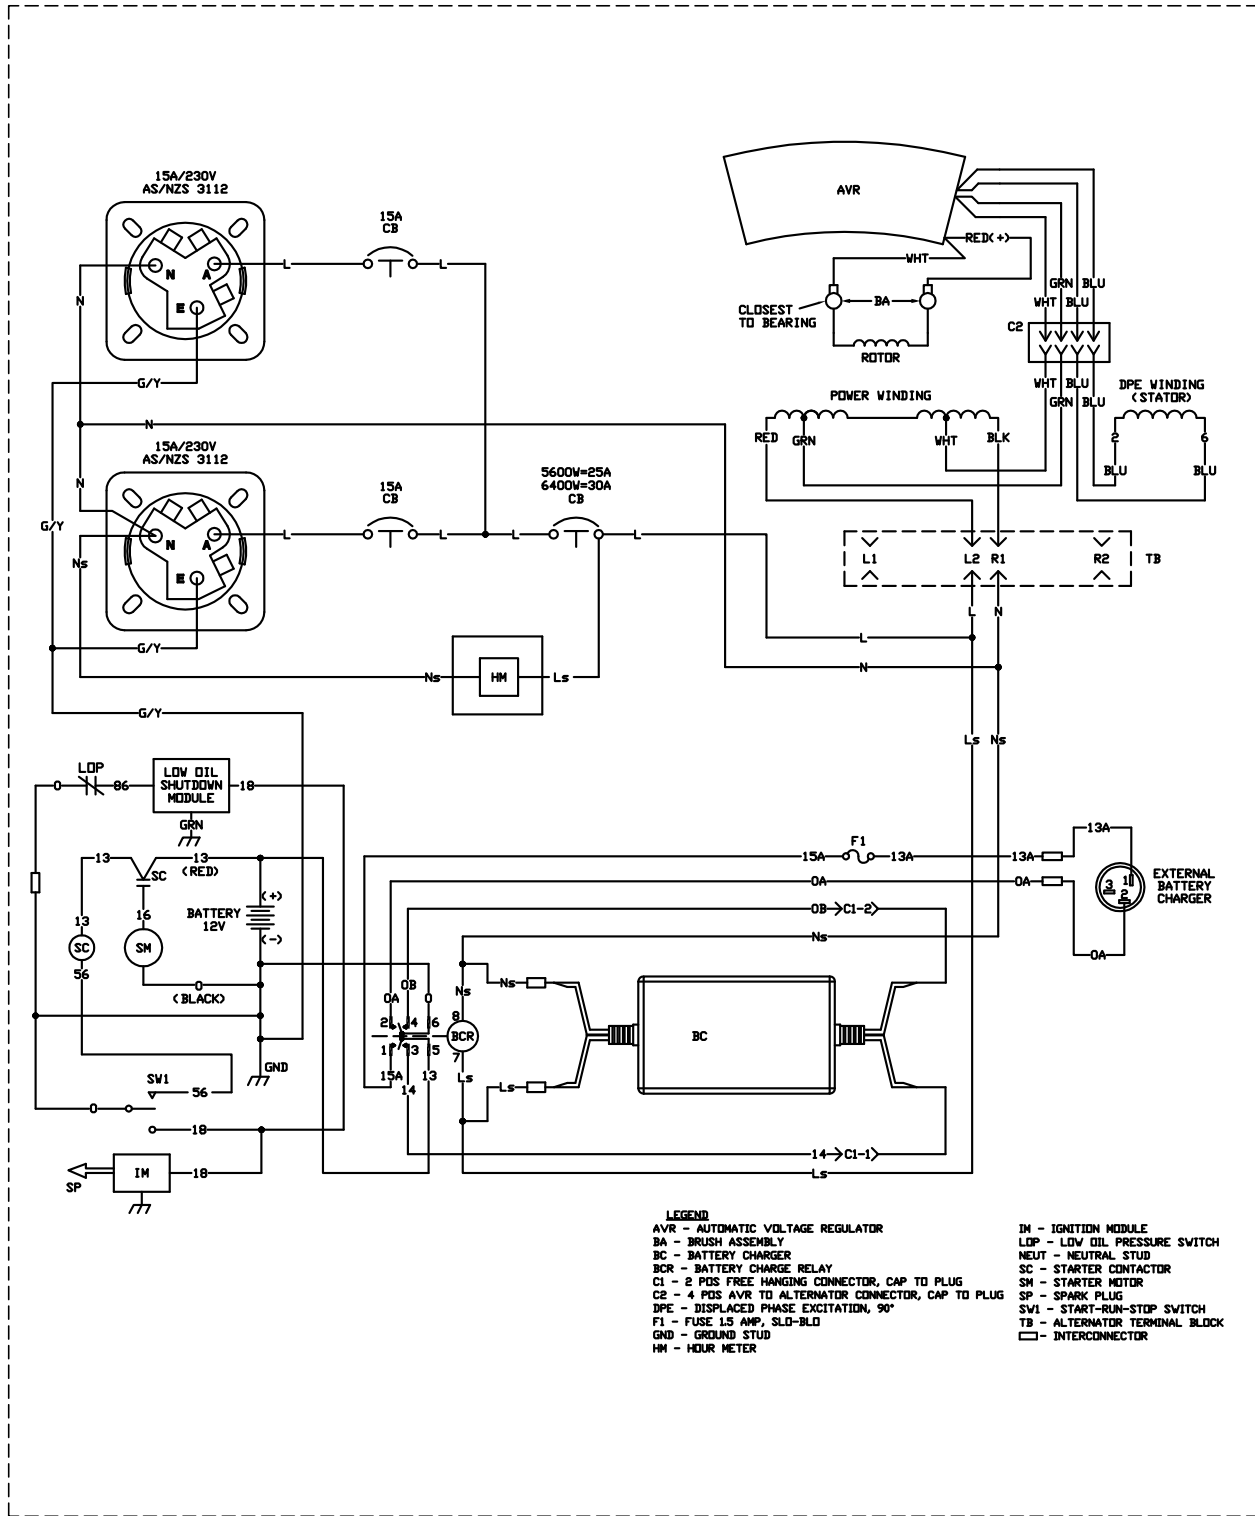 15A/230V
AS/NZS 3112
N
A
E
L
15A
CB
L
N
G/Y
N
15A/230V
AS/NZS 3112
N
G/Y
Ns
N
A
E
L
15A
CB
L
L
5600W=25A
6400W=30A
CB
L
G/Y
Ns
HM
Ls
G/Y
AVR
RED(+)
WHT
CLOSEST
TO BEARING
BA
ROTOR
GRN BLU
WHT BLU
C2
WHT BLU
GRN BLU
DPE WINDING
(STATOR)
POWER WINDING
RED
GRN
WHT
BLK
2
6
BLU
BLU
L1
L2
R1
R2
TB
L
N
L
N
Ls
Ns
LOP
0
86
LOW OIL
SHUTDOWN
MODULE
18
GRN
13
SC
13
(RED)
16
BATTERY
12V
(+)
(-)
13
SC
56
SM
0
(BLACK)
GND
SW1
56
0
18
IM
18
SP
15A
F1
13A
13A
13A
0A
0A
0A
3
1
2
EXTERNAL
BATTERY
CHARGER
0B
C1-2
Ns
Ns
Ns
0A
0B
0
2
4
6
8
BCR
7
1
3
5
15A
14
13
Ls
Ls
BC
14
C1-1
Ls
LEGEND
AVR - AUTOMATIC VOLTAGE REGULATOR
BA - BRUSH ASSEMBLY
BC - BATTERY CHARGER
BCR - BATTERY CHARGE RELAY
C1 - 2 POS FREE HANGING CONNECTOR, CAP TO PLUG
C2 - 4 POS AVR TO ALTERNATOR CONNECTOR, CAP TO PLUG
DPE - DISPLACED PHASE EXCITATION, 90°
F1 - FUSE 1.5 AMP, SLO-BLO
GND - GROUND STUD
HM - HOUR METER
IM - IGNITION MODULE
LOP - LOW OIL PRESSURE SWITCH
NEUT - NEUTRAL STUD
SC - STARTER CONTACTOR
SM - STARTER MOTOR
SP - SPARK PLUG
SW1 - START-RUN-STOP SWITCH
TB - ALTERNATOR TERMINAL BLOCK
- INTERCONNECTOR